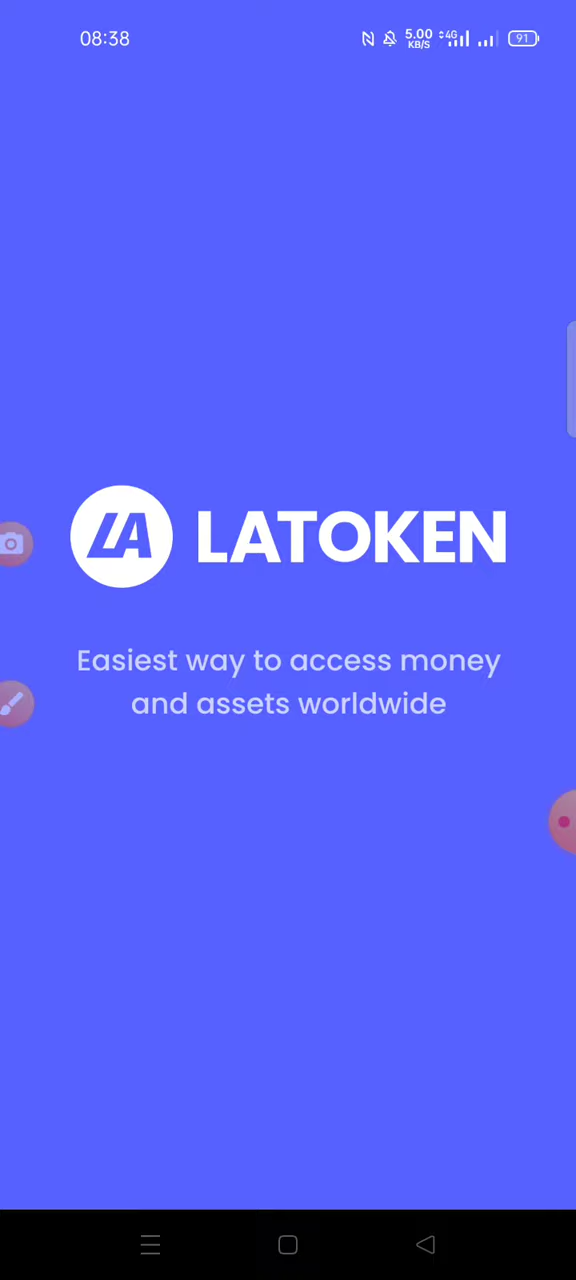 08:38
5.00
KB/S
4G
91
LA LATOKEN
Easiest way to access money
and assets worldwide